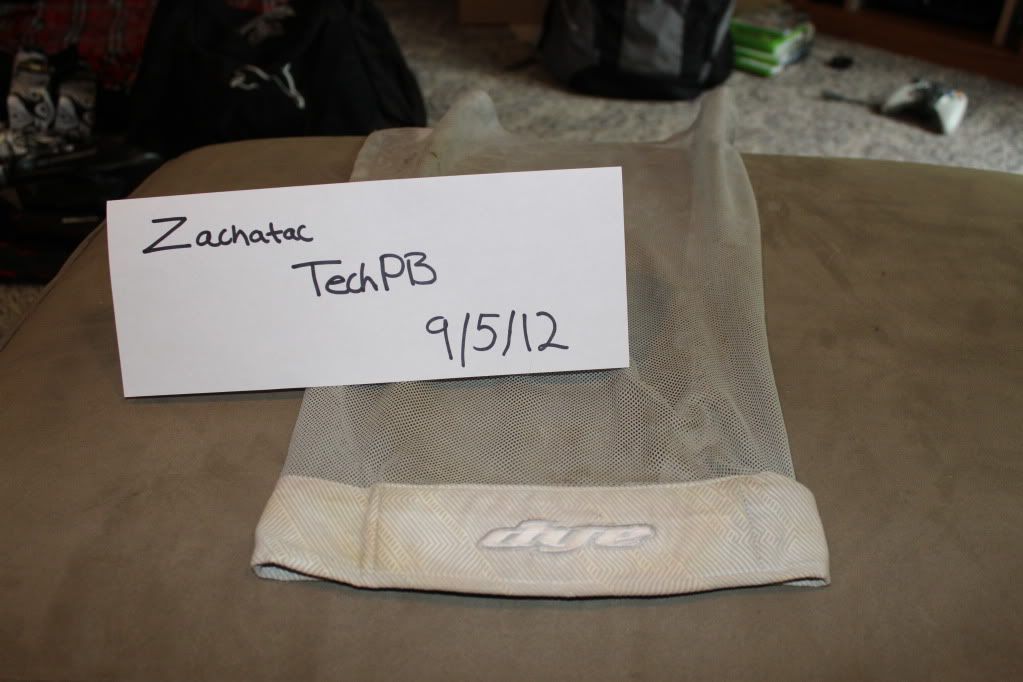 Zachatac
TechPB
9/5/12
dye